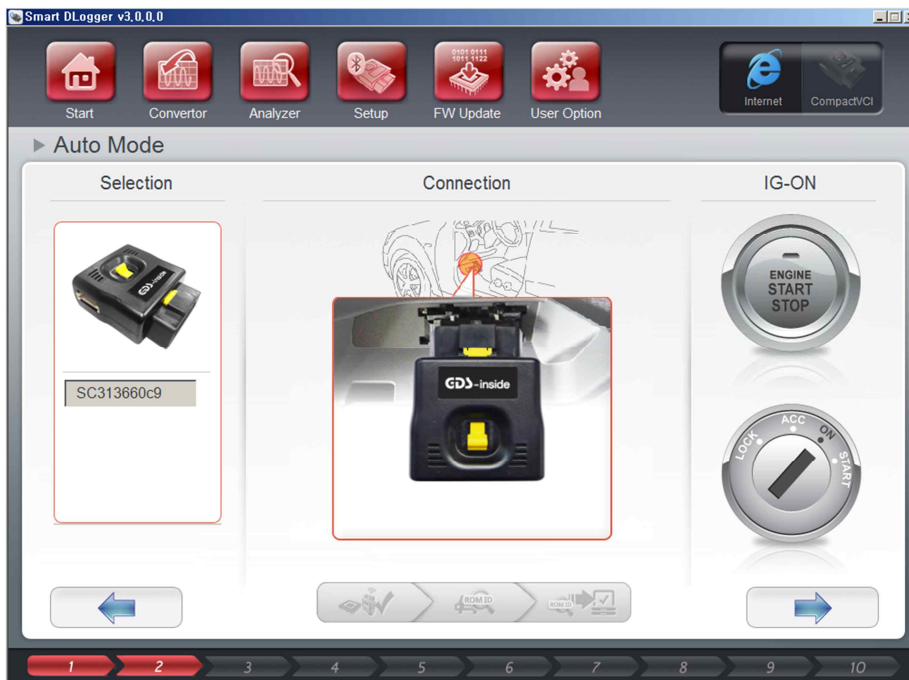 Smart DLogger v3,0,0,0
Start
Convertor
0101 0111
1011 1122
Analyzer
Setup
FW Update
User Option
Internet
CompactVCI
Auto Mode
Selection
Connection
IG-ON
GDS-inside
SC313660c9
GDS-inside
ENGINE
START
STOP
LOCK
ACC
ON
START
ROM ID
ROM ID
1 2 3 4 5 6 7 8 9 10